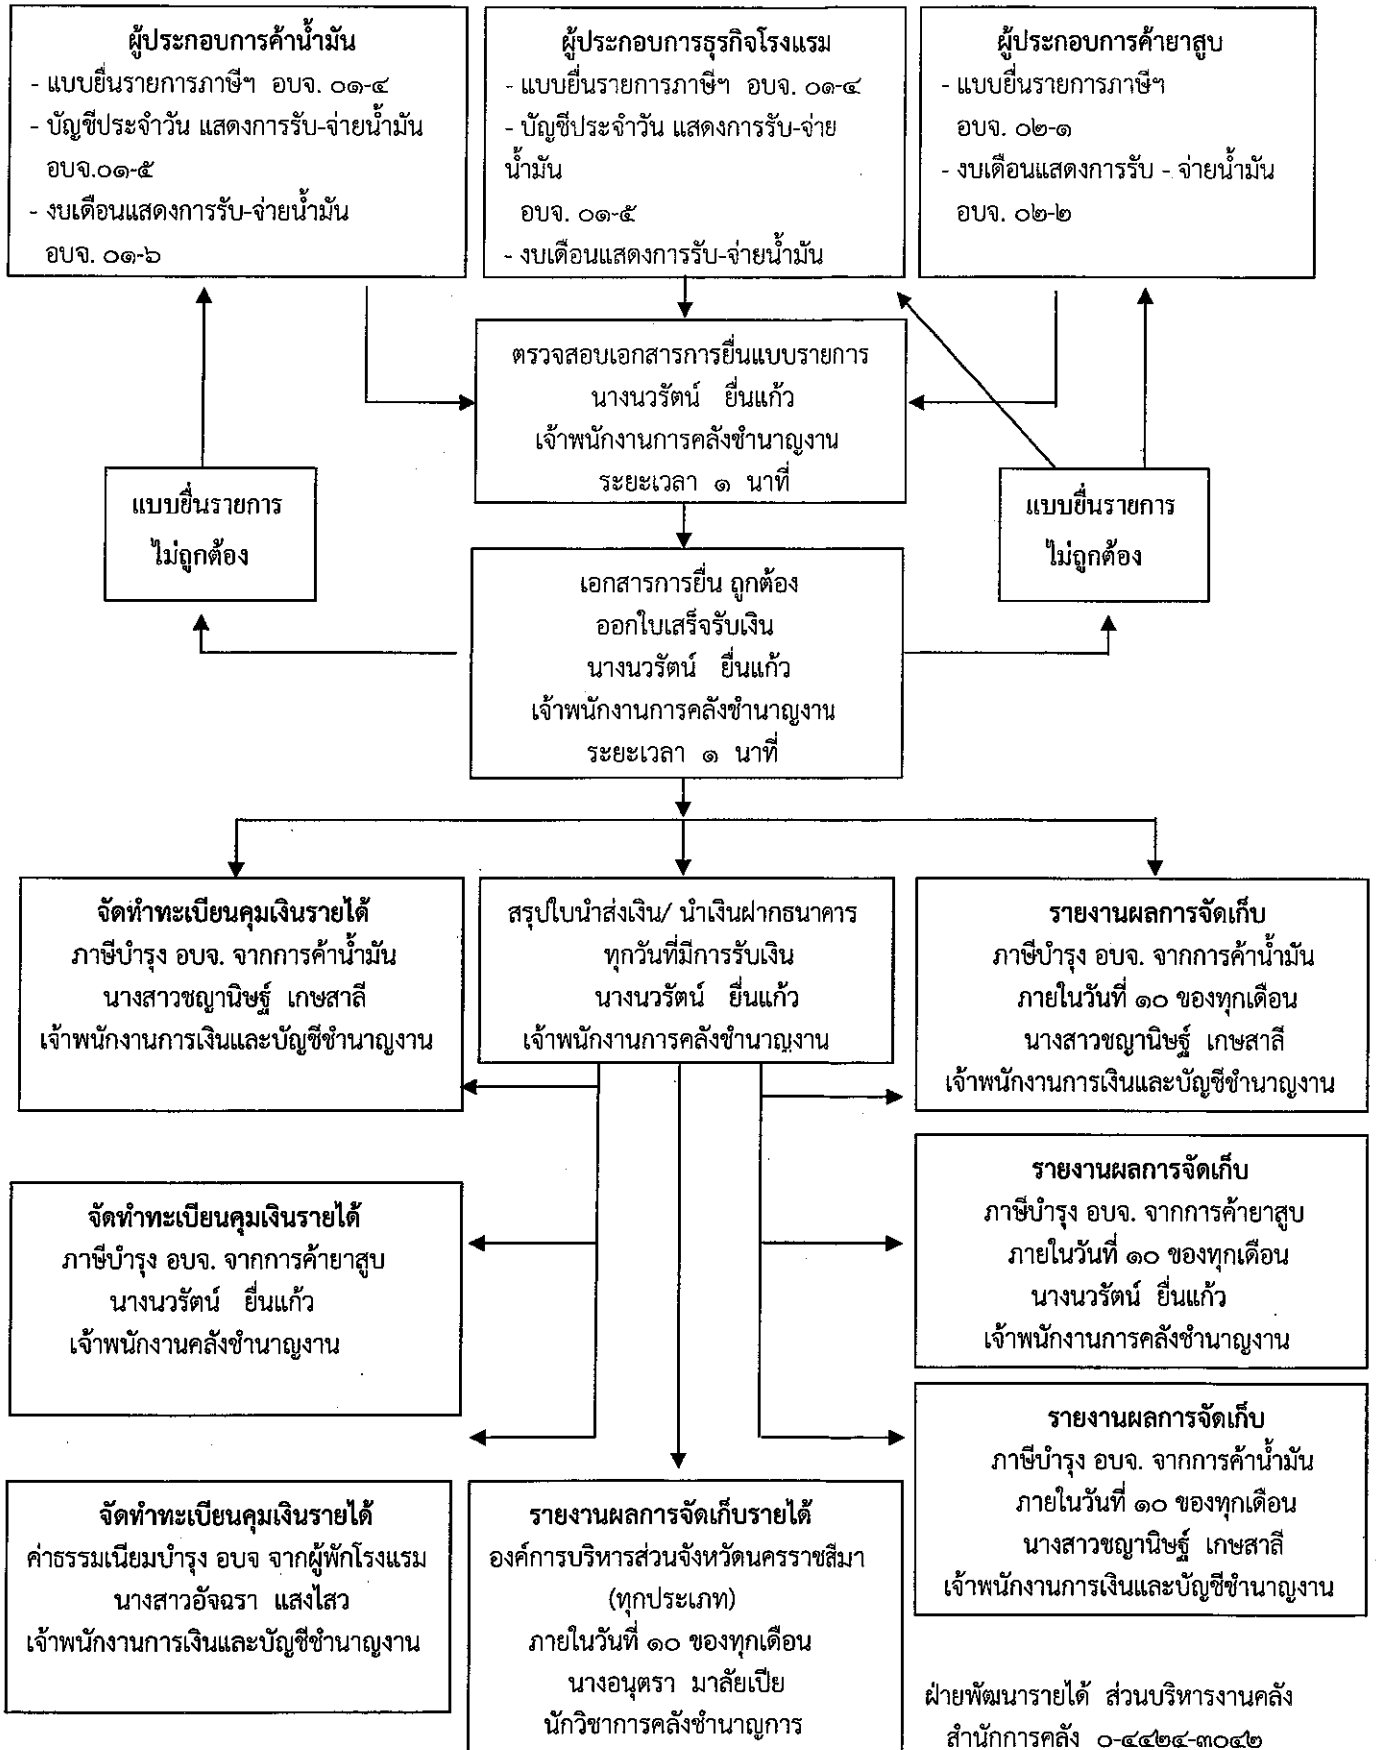 ผู้ประกอบการค้าน้ำมัน
- แบบยื่นรายการภาษีฯ อบจ. ๐๑-๔
- บัญชีประจำวัน แสดงการรับ-จ่ายน้ำมัน
อบจ.๐๑-๕
- งบเดือนแสดงการรับ-จ่ายน้ำมัน
อบจ. ๐๑-๖
ผู้ประกอบการธุรกิจโรงแรม
- แบบยื่นรายการภาษีฯ อบจ. ๐๑-๔
- บัญชีประจำวัน แสดงการรับ-จ่าย
น้ำมัน
อบจ. ๐๑-๕
- งบเดือนแสดงการรับ-จ่ายน้ำมัน
ผู้ประกอบการค้ายาสูบ
- แบบยื่นรายการภาษีฯ
อบจ. ๐๒-๑
- งบเดือนแสดงการรับ - จ่ายน้ำมัน
อบจ. ๐๒-๒
ตรวจสอบเอกสารการยื่นแบบรายการ
นางนวรัตน์ ยื่นแก้ว
เจ้าพนักงานการคลังชำนาญงาน
ระยะเวลา ๑ นาที่
แบบยื่นรายการ
ไม่ถูกต้อง
แบบยื่นรายการ
ไม่ถูกต้อง
เอกสารการยื่น ถูกต้อง
ออกใบเสร็จรับเงิน
นางนวรัตน์ ยื่นแก้ว
เจ้าพนักงานการคลังชำนาญงาน
ระยะเวลา ๑ นาที่
จัดทำทะเบียนคุมเงินรายได้
ภาษีบำรุง อบจ. จากการค้าน้ำมัน
นางสาวชญานิษฐ์ เกษสาลี
เจ้าพนักงานการเงินและบัญชีชำนาญงาน
สรุปใบนำส่งเงิน/ นำเงินฝากธนาคาร
ทุกวันที่มีการรับเงิน
นางนวรัตน์ ยื่นแก้ว
เจ้าพนักงานการคลังชำนาญงาน
รายงานผลการจัดเก็บ
ภาษีบำรุง อบจ. จากการค้าน้ำมัน
ภายในวันที่ ๑๐ ของทุกเดือน
นางสาวชญานิษฐ์ เกษสาลี
เจ้าพนักงานการเงินและบัญชีชำนาญงาน
จัดทำทะเบียนคุมเงินรายได้
ภาษีบำรุง อบจ. จากการค้ายาสูบ
นางนวรัตน์ ยื่นแก้ว
เจ้าพนักงานคลังชำนาญงาน
รายงานผลการจัดเก็บ
ภาษีบำรุง อบจ. จากการค้ายาสูบ
ภายในวันที่ ๑๐ ของทุกเดือน
นางนวรัตน์ ยื่นแก้ว
เจ้าพนักงานการคลังชำนาญงาน
รายงานผลการจัดเก็บ
ภาษีบำรุง อบจ. จากการค้าน้ำมัน
ภายในวันที่ ๑๐ ของทุกเดือน
นางสาวชญานิษฐ์ เกษสาลี
เจ้าพนักงานการเงินและบัญชีชำนาญงาน
จัดทำทะเบียนคุมเงินรายได้
ค่าธรรมเนียมบำรุง อบจ จากผู้พักโรงแรม
นางสาวอัจฉรา แสงไสว
เจ้าพนักงานการเงินและบัญชีชำนาญงาน
รายงานผลการจัดเก็บรายได้
องค์การบริหารส่วนจังหวัดนครราชสีมา
(ทุกประเภท)
ภายในวันที่ ๑๐ ของทุกเดือน
นางอนุตรา มาลัยเปีย
นักวิชาการคลังชำนาญการ
ฝ่ายพัฒนารายได้ ส่วนบริหารงานคลัง
สำนักการคลัง ๐-๔๔๒๔-๓๐๔๒